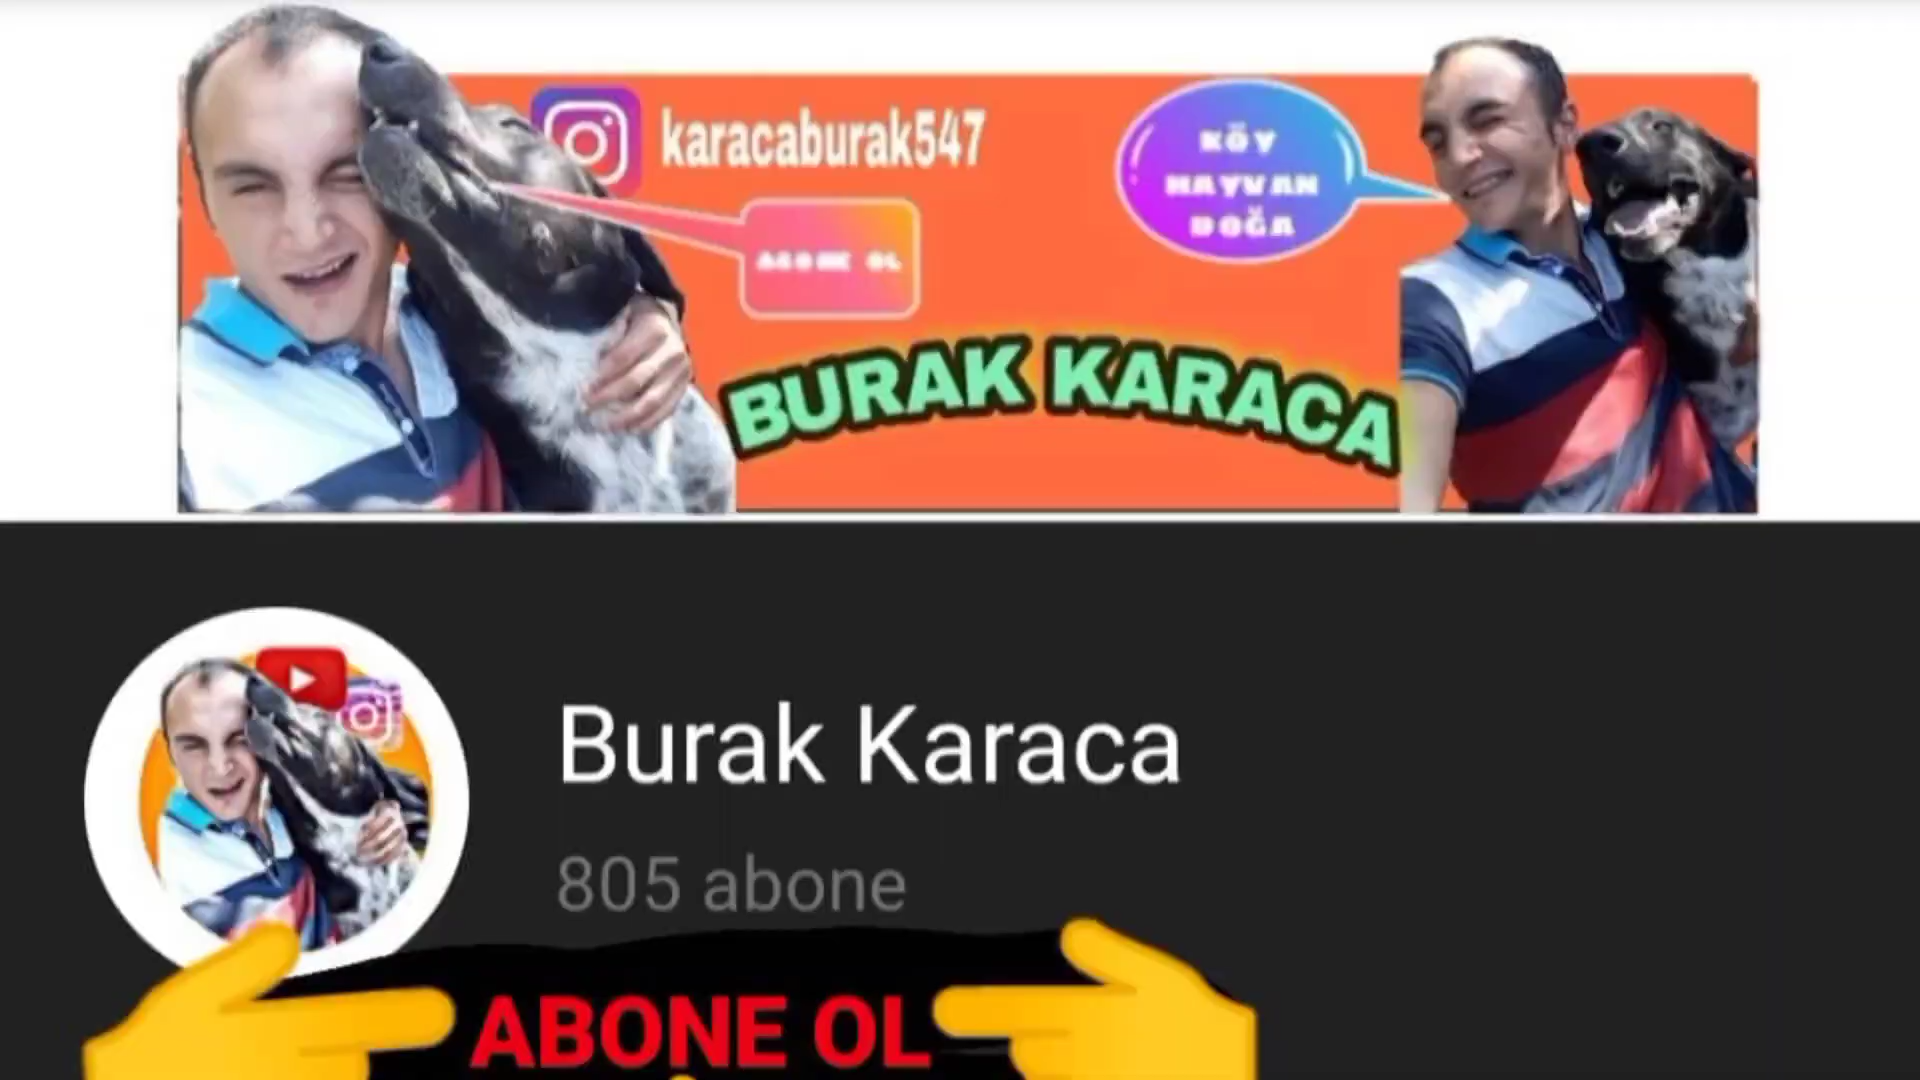 karacaburak547
ABONE OL
KÖY
HAYVAN
DOĞA
BURAK KARACA
Burak Karaca
805 abone
ABONE OL